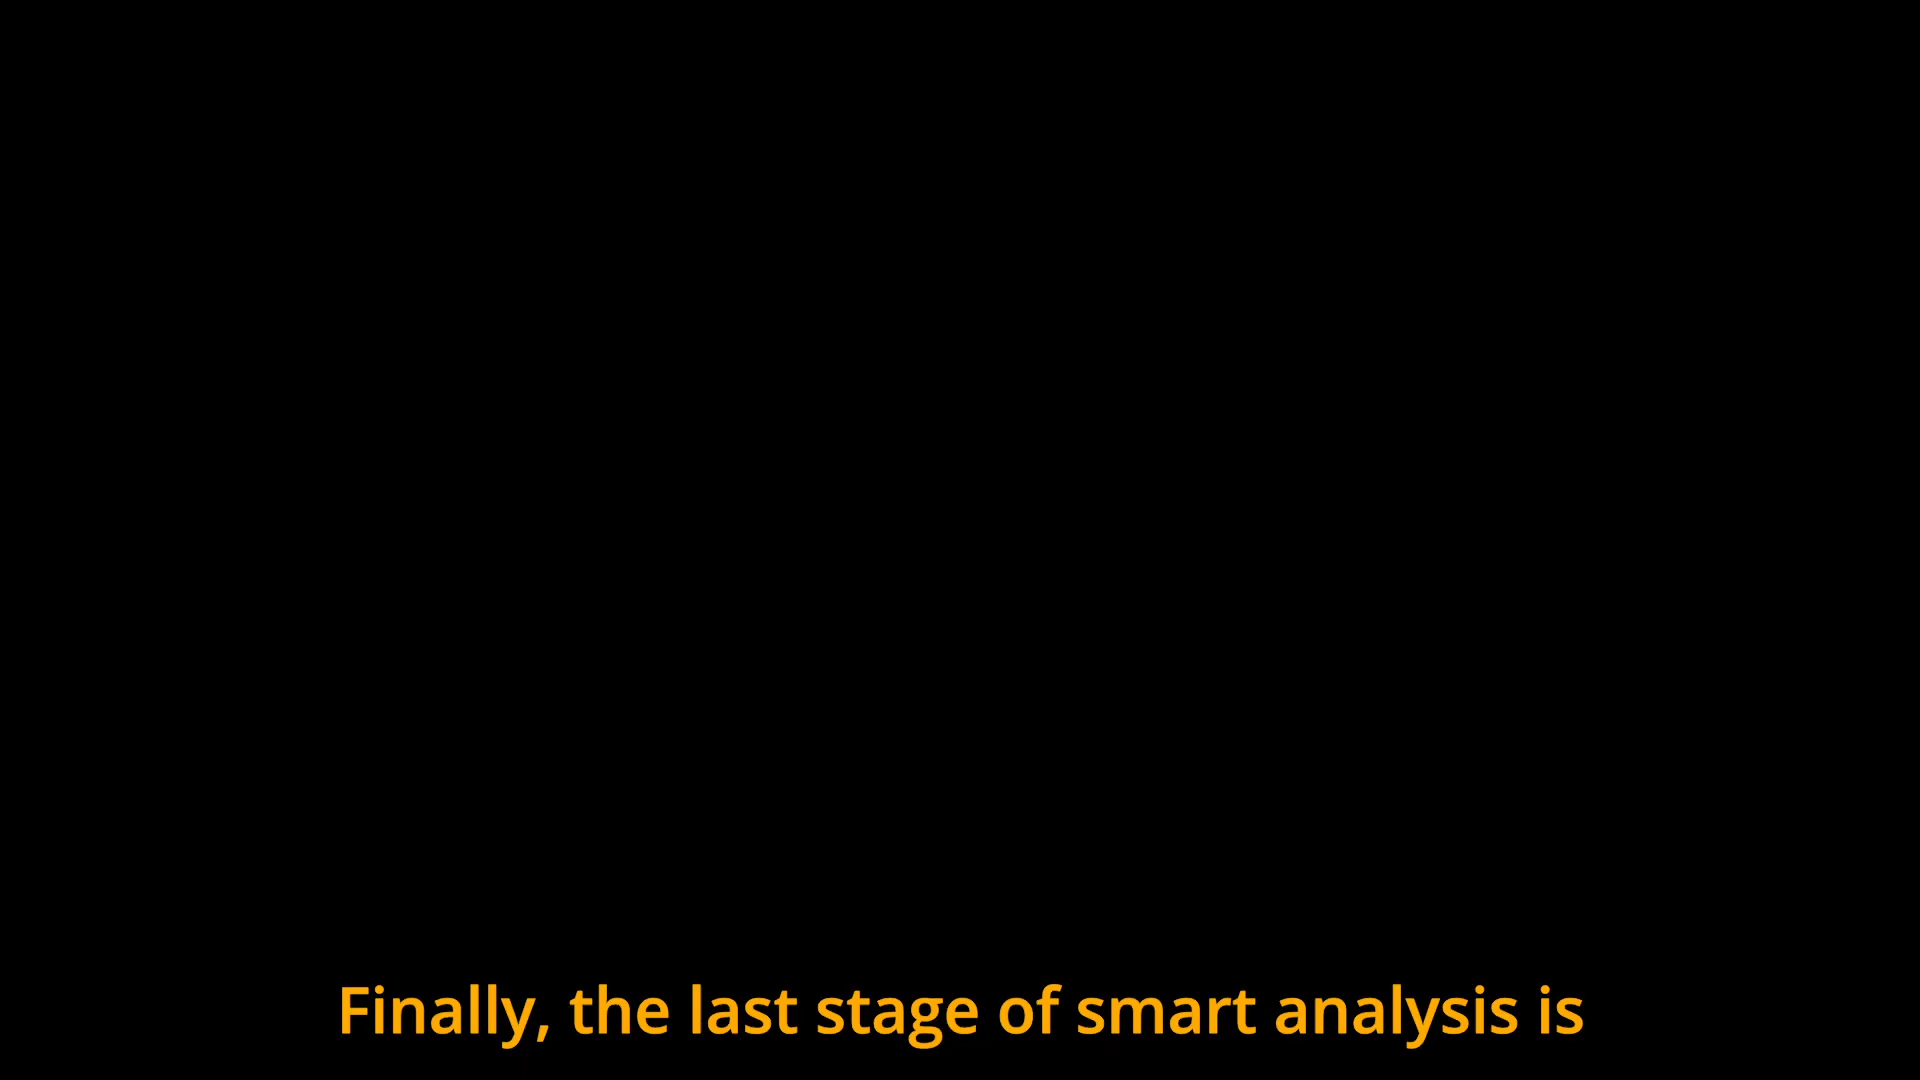 Finally, the last stage of smart analysis is